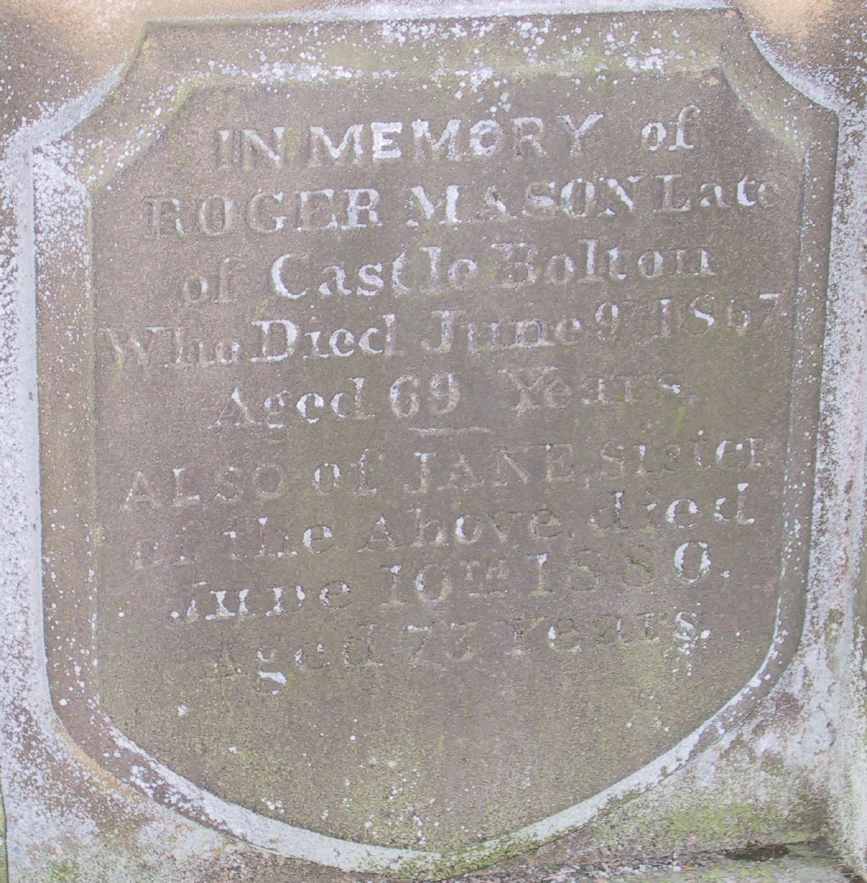 IN MEMORY of
ROGER MASON Late
of Castle Bolton
Who Died June 9th 1867
Aged 69 Years.
ALSO of JANE, Sister
of the Above, died
June 10TH 1880,
Aged 73 Years.